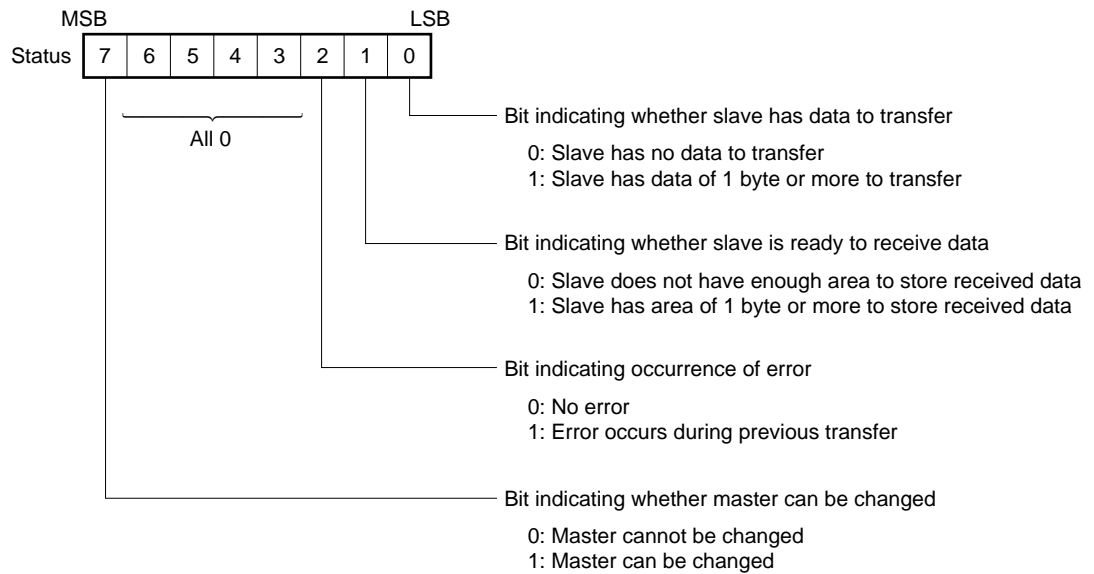 MSB LSB
Status 7 6 5 4 3 2 1 0
All 0
Bit indicating whether slave has data to transfer
0: Slave has no data to transfer
1: Slave has data of 1 byte or more to transfer
Bit indicating whether slave is ready to receive data
0: Slave does not have enough area to store received data
1: Slave has area of 1 byte or more to store received data
Bit indicating occurrence of error
0: No error
1: Error occurs during previous transfer
Bit indicating whether master can be changed
0: Master cannot be changed
1: Master can be changed